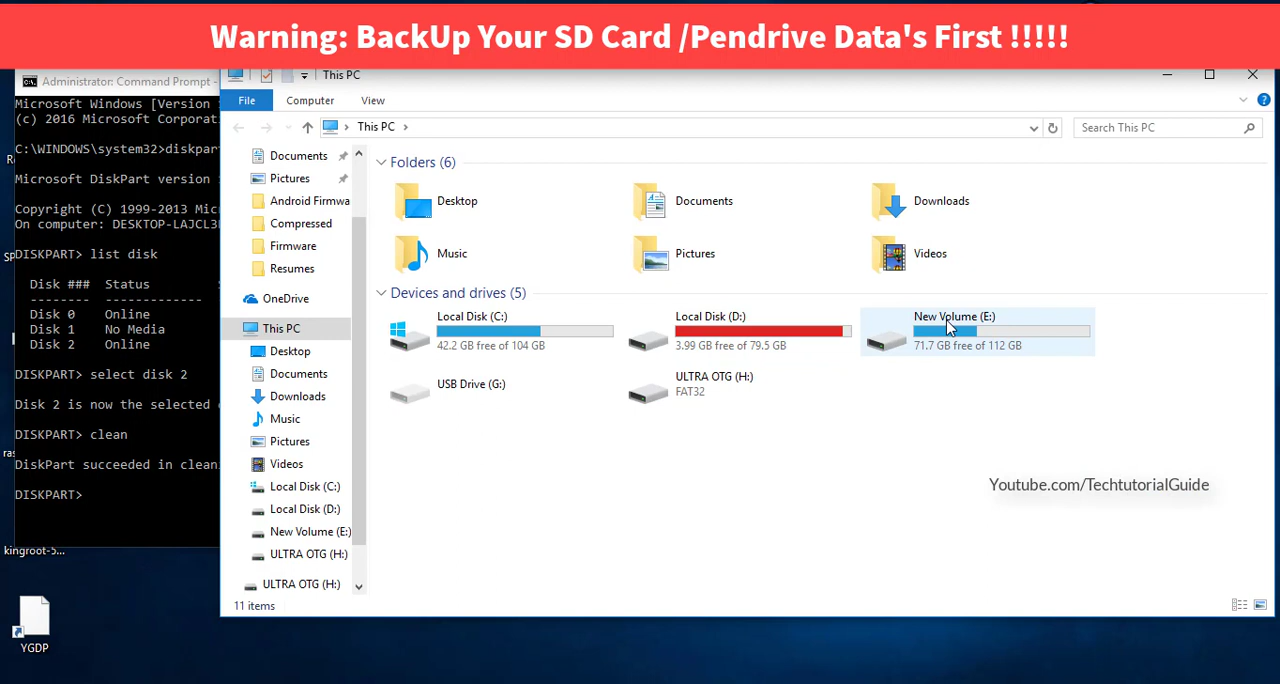 Warning: BackUp Your SD Card /Pendrive Data's First !!!!!
Administrator: Command Prompt -
Microsoft Windows [Version
(c) 2016 Microsoft Corporat
C:\WINDOWS\system32>diskpart
Microsoft DiskPart version
Copyright (C) 1999-2013 Mic
On computer: DESKTOP-LAJCL3
DISKPART> list disk
Disk ### Status
-------- -------------
Disk 0 Online
Disk 1 No Media
Disk 2 Online
DISKPART> select disk 2
Disk 2 is now the selected
DISKPART> clean
DiskPart succeeded in clean
DISKPART>
kingroot-5...
YGDP
This PC
File Computer View
This PC
Search This PC
Documents
Pictures
Android Firmwa
Compressed
Firmware
Resumes
OneDrive
This PC
Desktop
Documents
Downloads
Music
Pictures
Videos
Local Disk (C:)
Local Disk (D:)
New Volume (E:)
ULTRA OTG (H:)
ULTRA OTG (H:)
11 items
Folders (6)
Desktop Documents Downloads
Music Pictures Videos
Devices and drives (5)
Local Disk (C:)
42.2 GB free of 104 GB
Local Disk (D:)
3.99 GB free of 79.5 GB
New Volume (E:)
71.7 GB free of 112 GB
USB Drive (G:)
ULTRA OTG (H:)
FAT32
Youtube.com/TechtutorialGuide